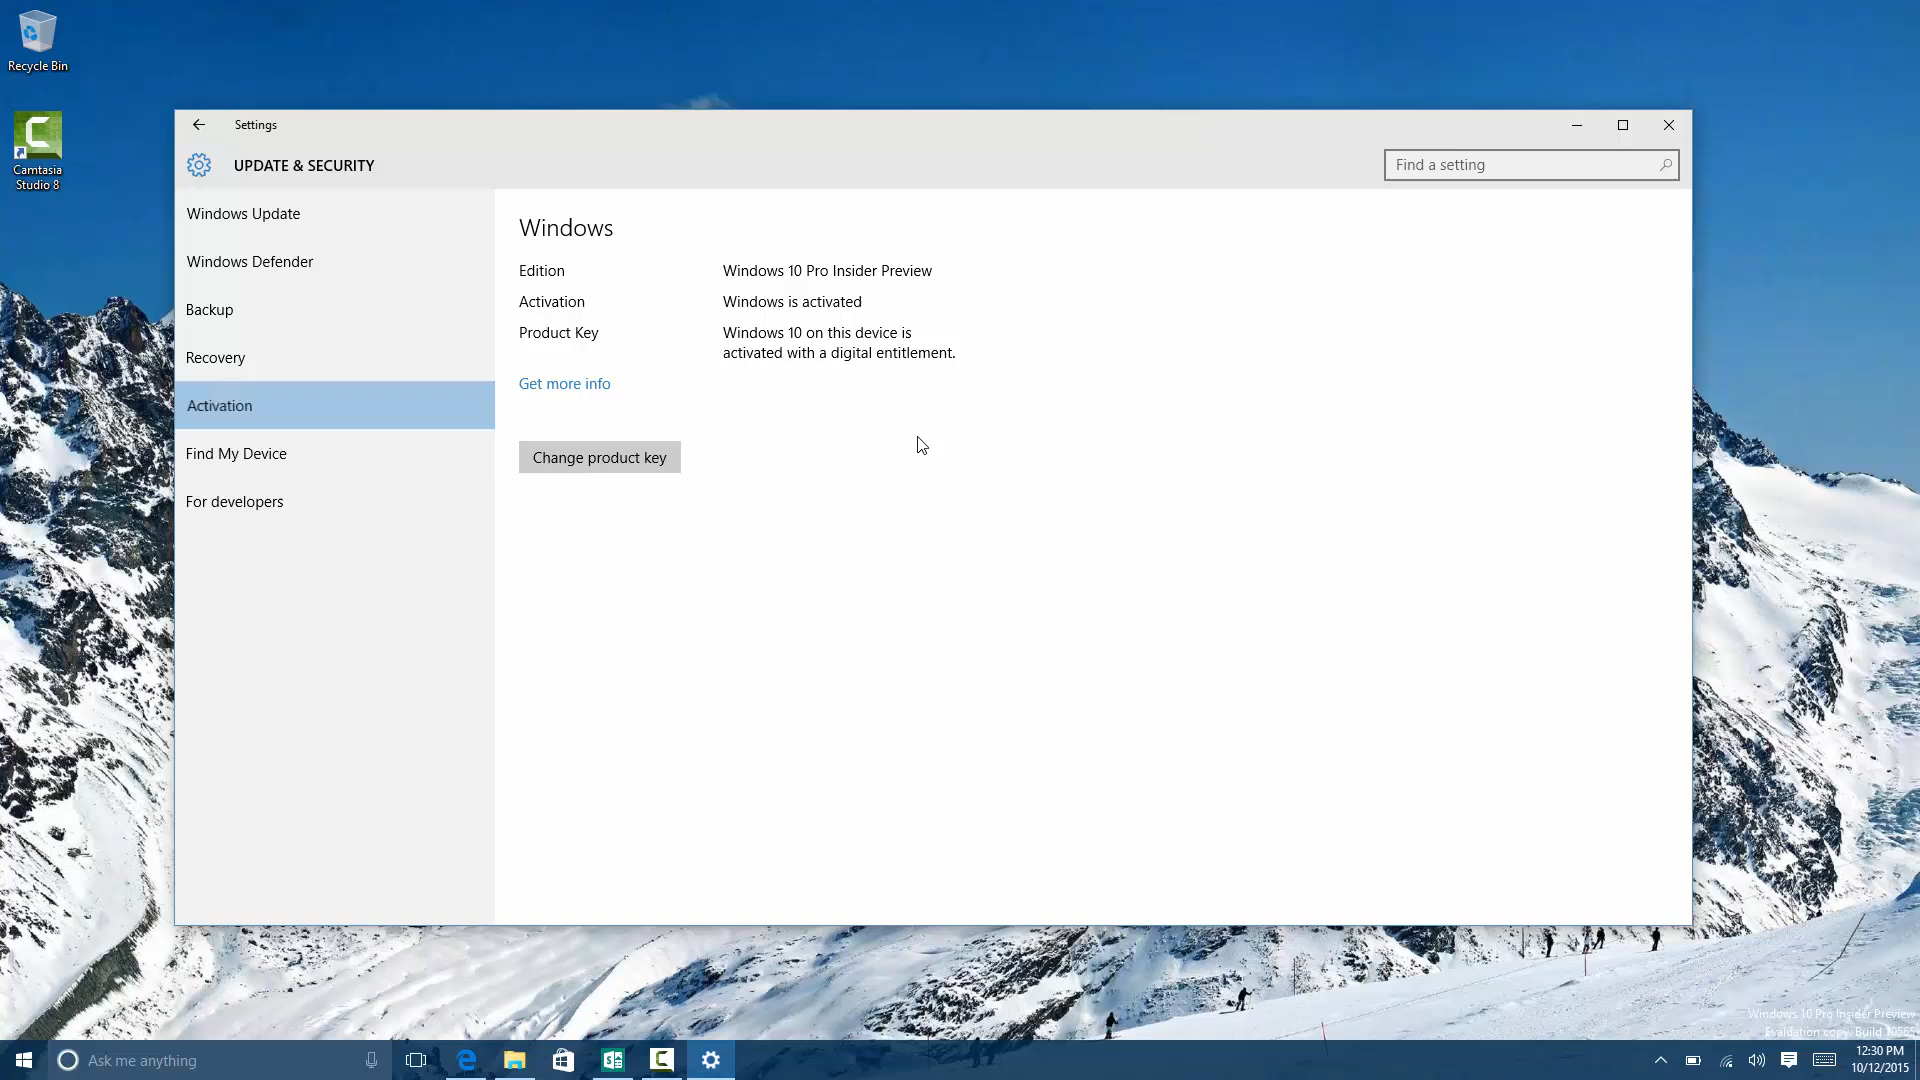 Recycle Bin
Camtasia
Studio 8
Settings
UPDATE & SECURITY
Find a setting
Windows Update
Windows Defender
Backup
Recovery
Activation
Find My Device
For developers
Windows
Edition
Windows 10 Pro Insider Preview
Activation
Windows is activated
Product Key
Windows 10 on this device is
activated with a digital entitlement.
Get more info
Change product key
Windows 10 Pro Insider Preview
Evaluation copy. Build 10565
Ask me anything
12:30 PM
10/12/2015